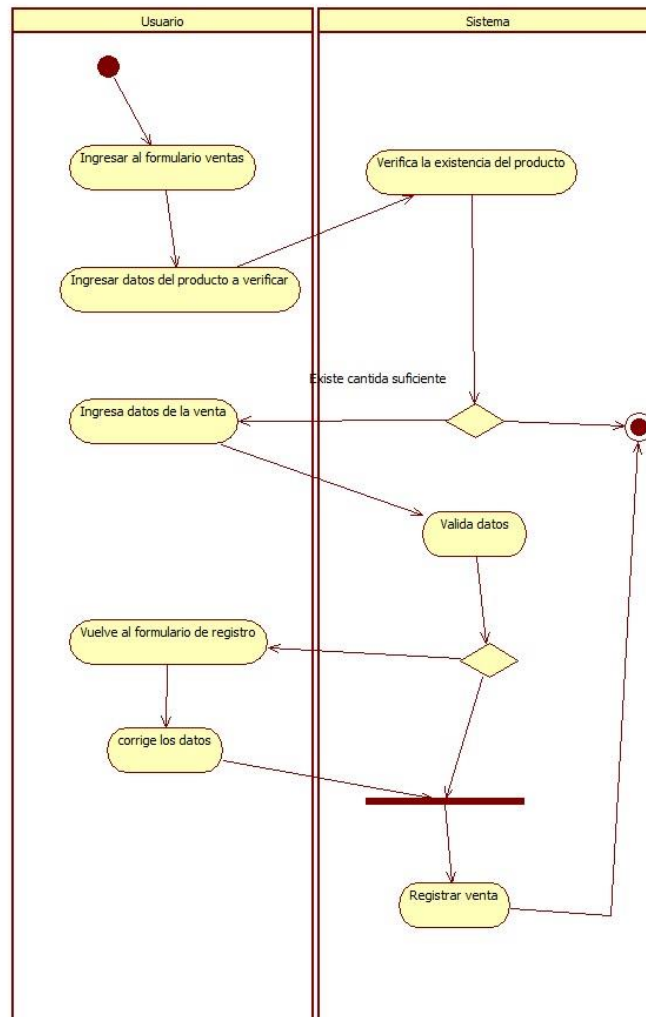 Usuario
Sistema
Ingresar al formulario ventas
Verifica la existencia del producto
Ingresar datos del producto a verificar
Existe cantida suficiente
Ingresa datos de la venta
Valida datos
Vuelve al formulario de registro
corrige los datos
Registrar venta